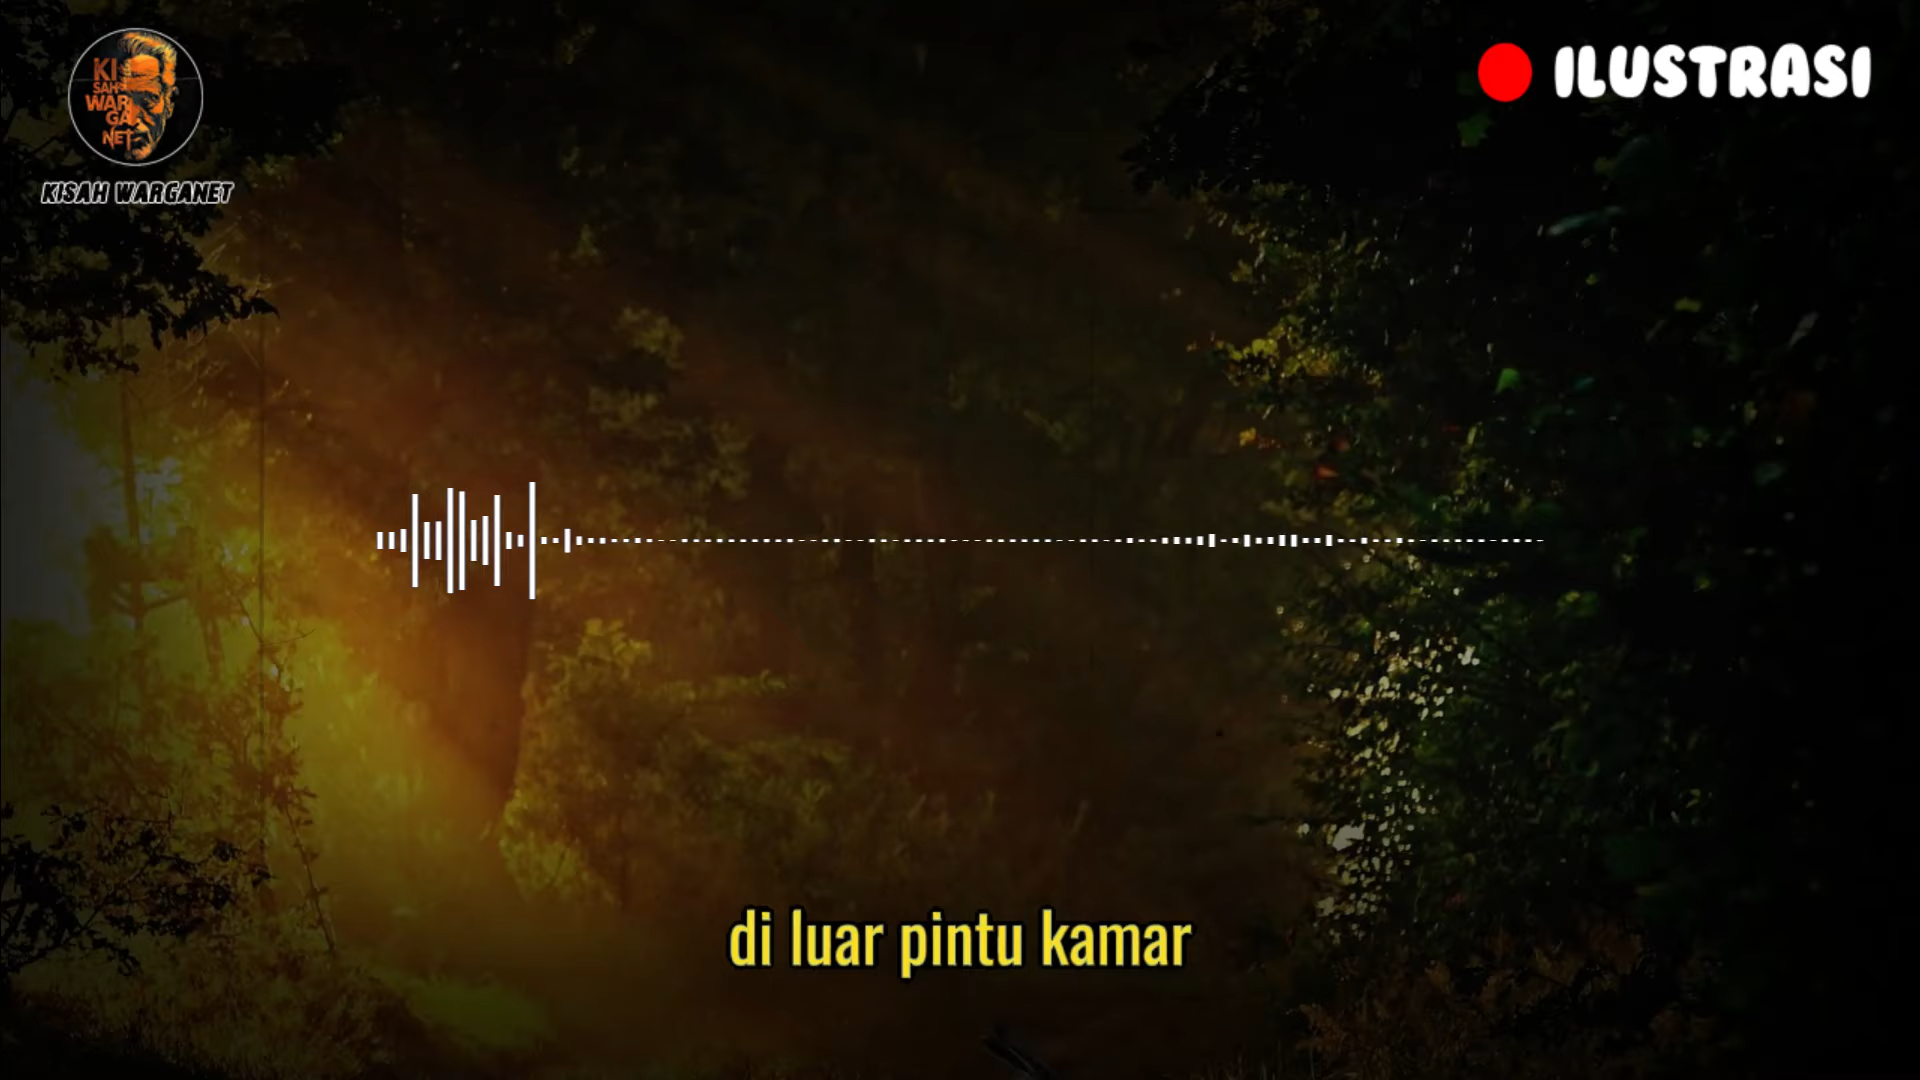 KI
SAH
WAR
GA
NET
KISAH WARGANET
ILUSTRASI
di luar pintu kamar